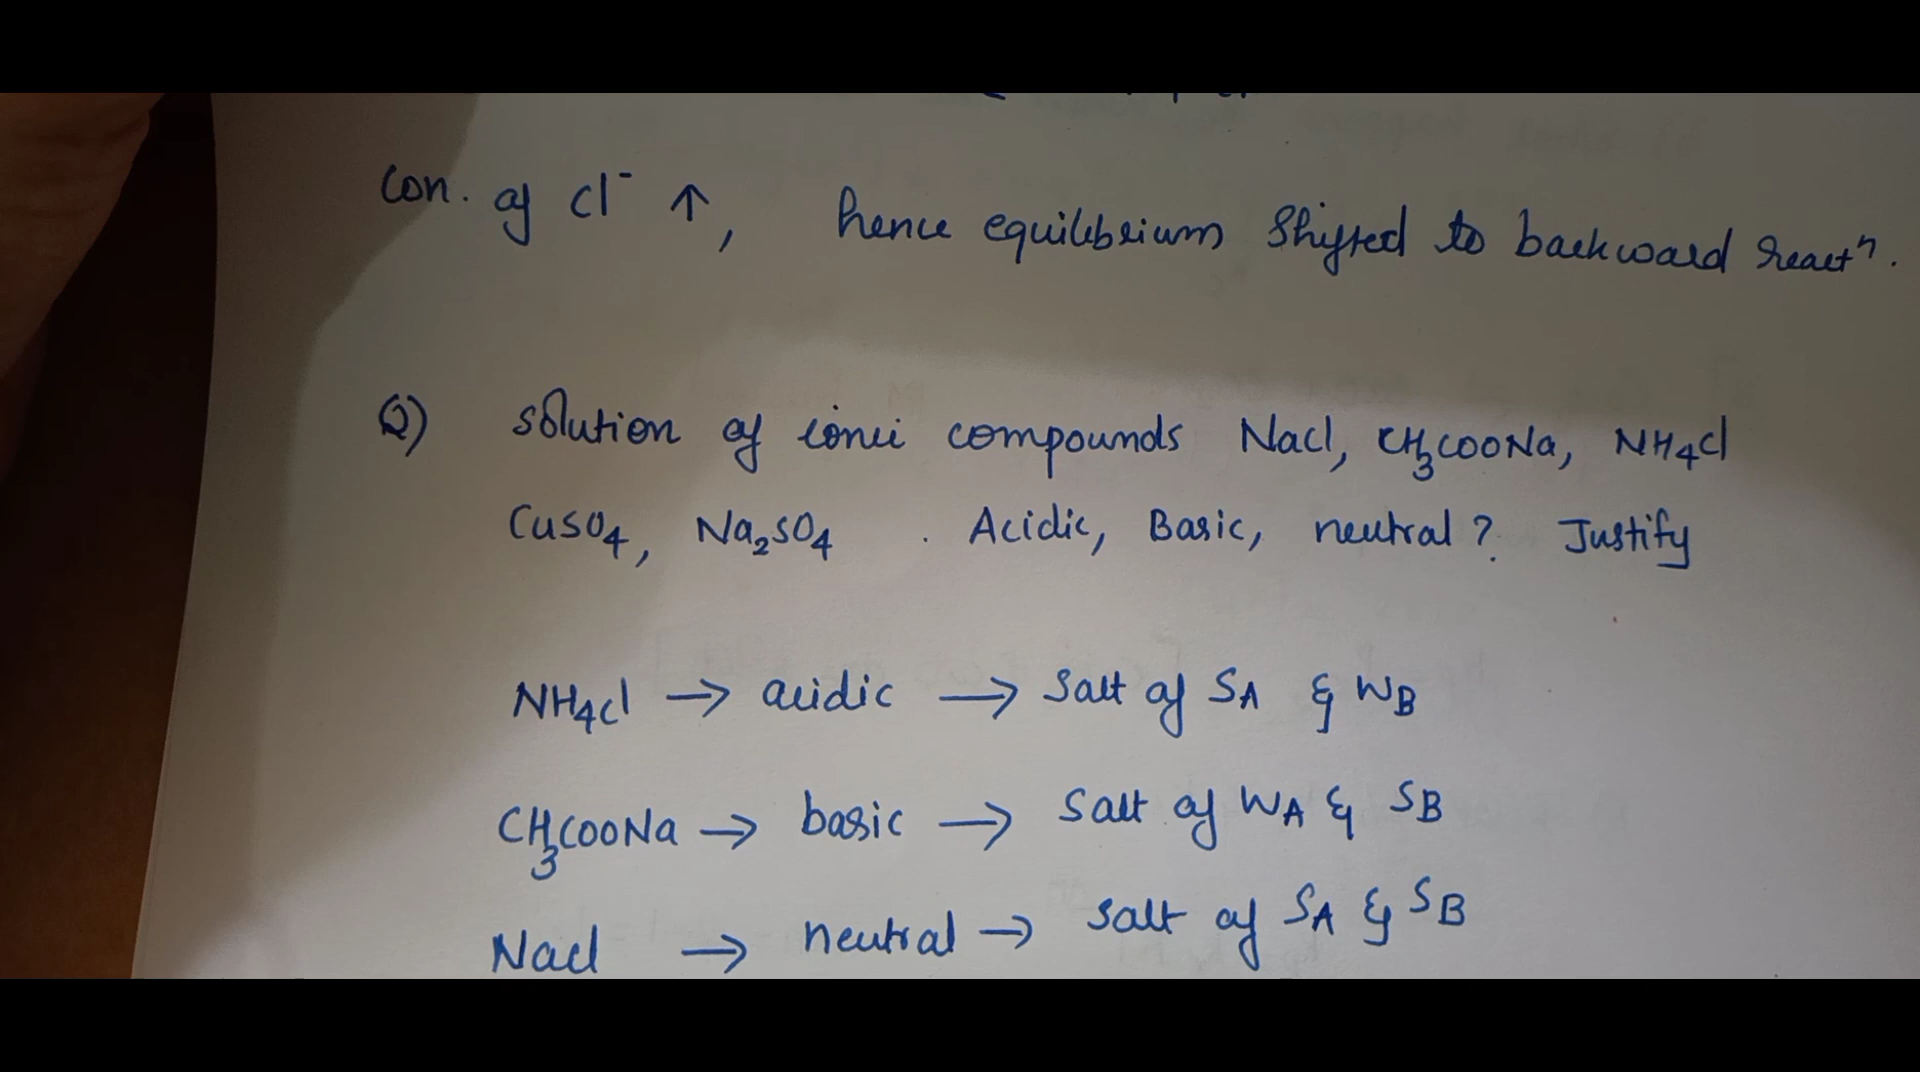 Con. of Cl⁻ ↑, hence equilibrium Shifted to backward reactⁿ.
Q) Solution of ionic compounds Nacl, CH₃COONa, NH₄Cl
CuSO₄, Na₂SO₄ . Acidic, Basic, neutral? Justify
NH₄Cl → acidic → Salt of SA & WB
CH₃COONa → basic → Salt of WA & SB
Nacl → neutral → Salt of SA & SB